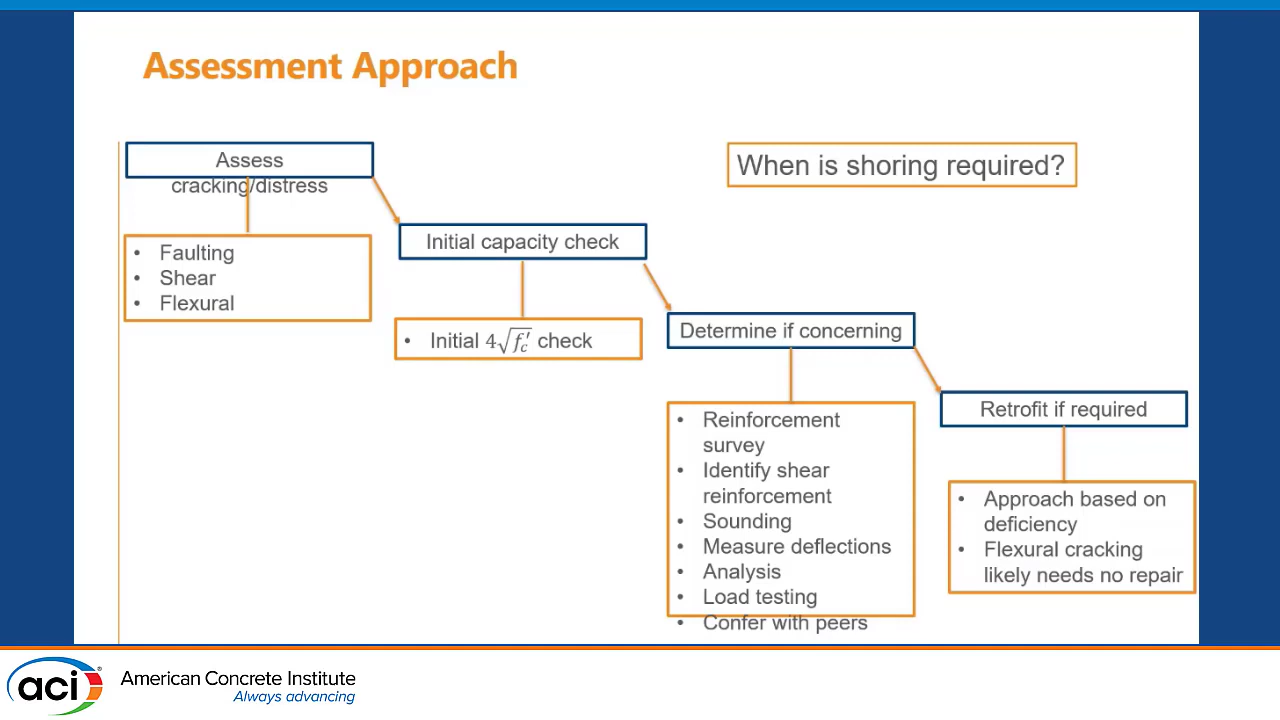 Assessment Approach
Assess
cracking/distress
When is shoring required?
• Faulting
• Shear
• Flexural
Initial capacity check
• Initial 4√f′c check
Determine if concerning
• Reinforcement
survey
• Identify shear
reinforcement
• Sounding
• Measure deflections
• Analysis
• Load testing
• Confer with peers
Retrofit if required
• Approach based on
deficiency
• Flexural cracking
likely needs no repair
aci®
American Concrete Institute
Always advancing